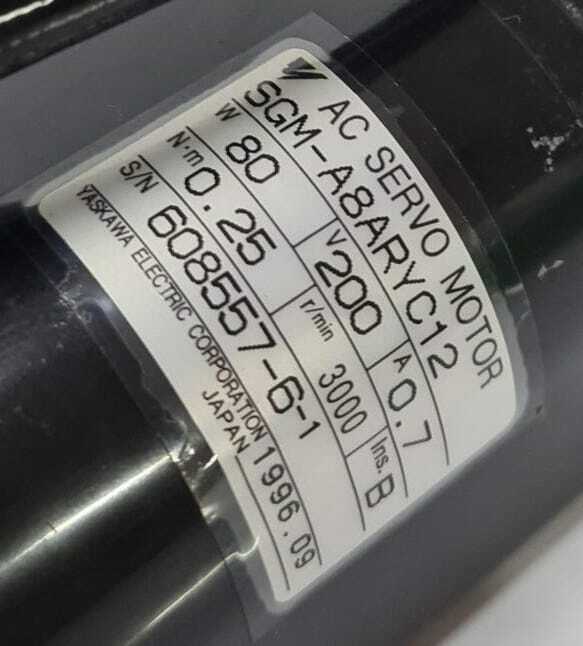 AC SERVO MOTOR
SGM-A8ARYC12
W 80 V 200 A 0.7
N·m 0.25 r/min 3000 Ins. B
S/N 608557-6-1
YASKAWA ELECTRIC CORPORATION 1996.09
JAPAN